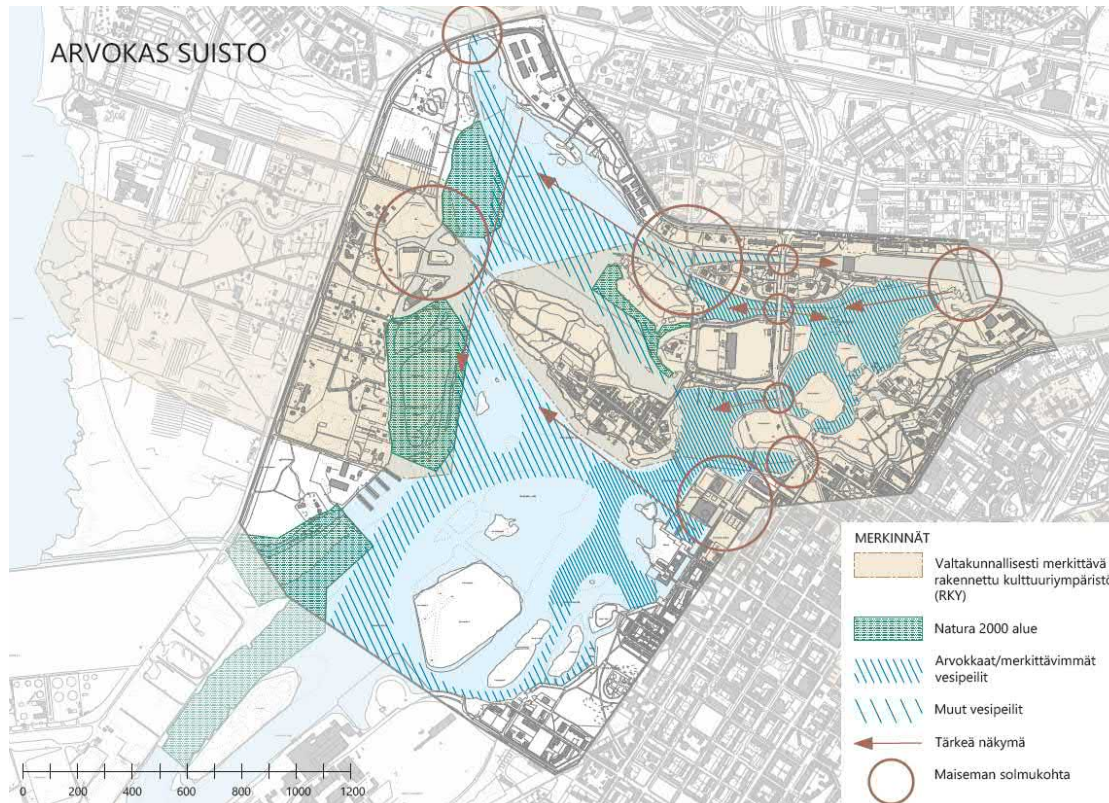 ARVOKAS SUISTO
MERKINNÄT
Valtakunnallisesti merkittävä
rakennettu kulttuuriympäristö
(RKY)
Natura 2000 alue
Arvokkaat/merkittävimmät
vesipeilit
Muut vesipeilit
Tärkeä näkymä
Maiseman solmukohta
0 200 400 600 800 1000 1200